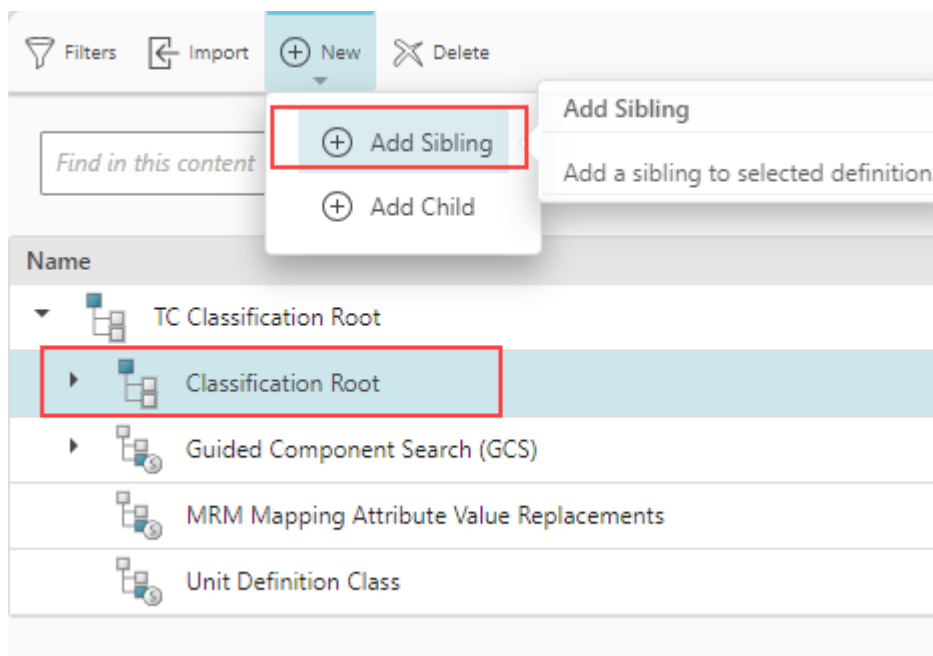 Filters Import New Delete
Add Sibling
Find in this content
Add Sibling
Add a sibling to selected definition
Add Child
Name
TC Classification Root
Classification Root
Guided Component Search (GCS)
MRM Mapping Attribute Value Replacements
Unit Definition Class